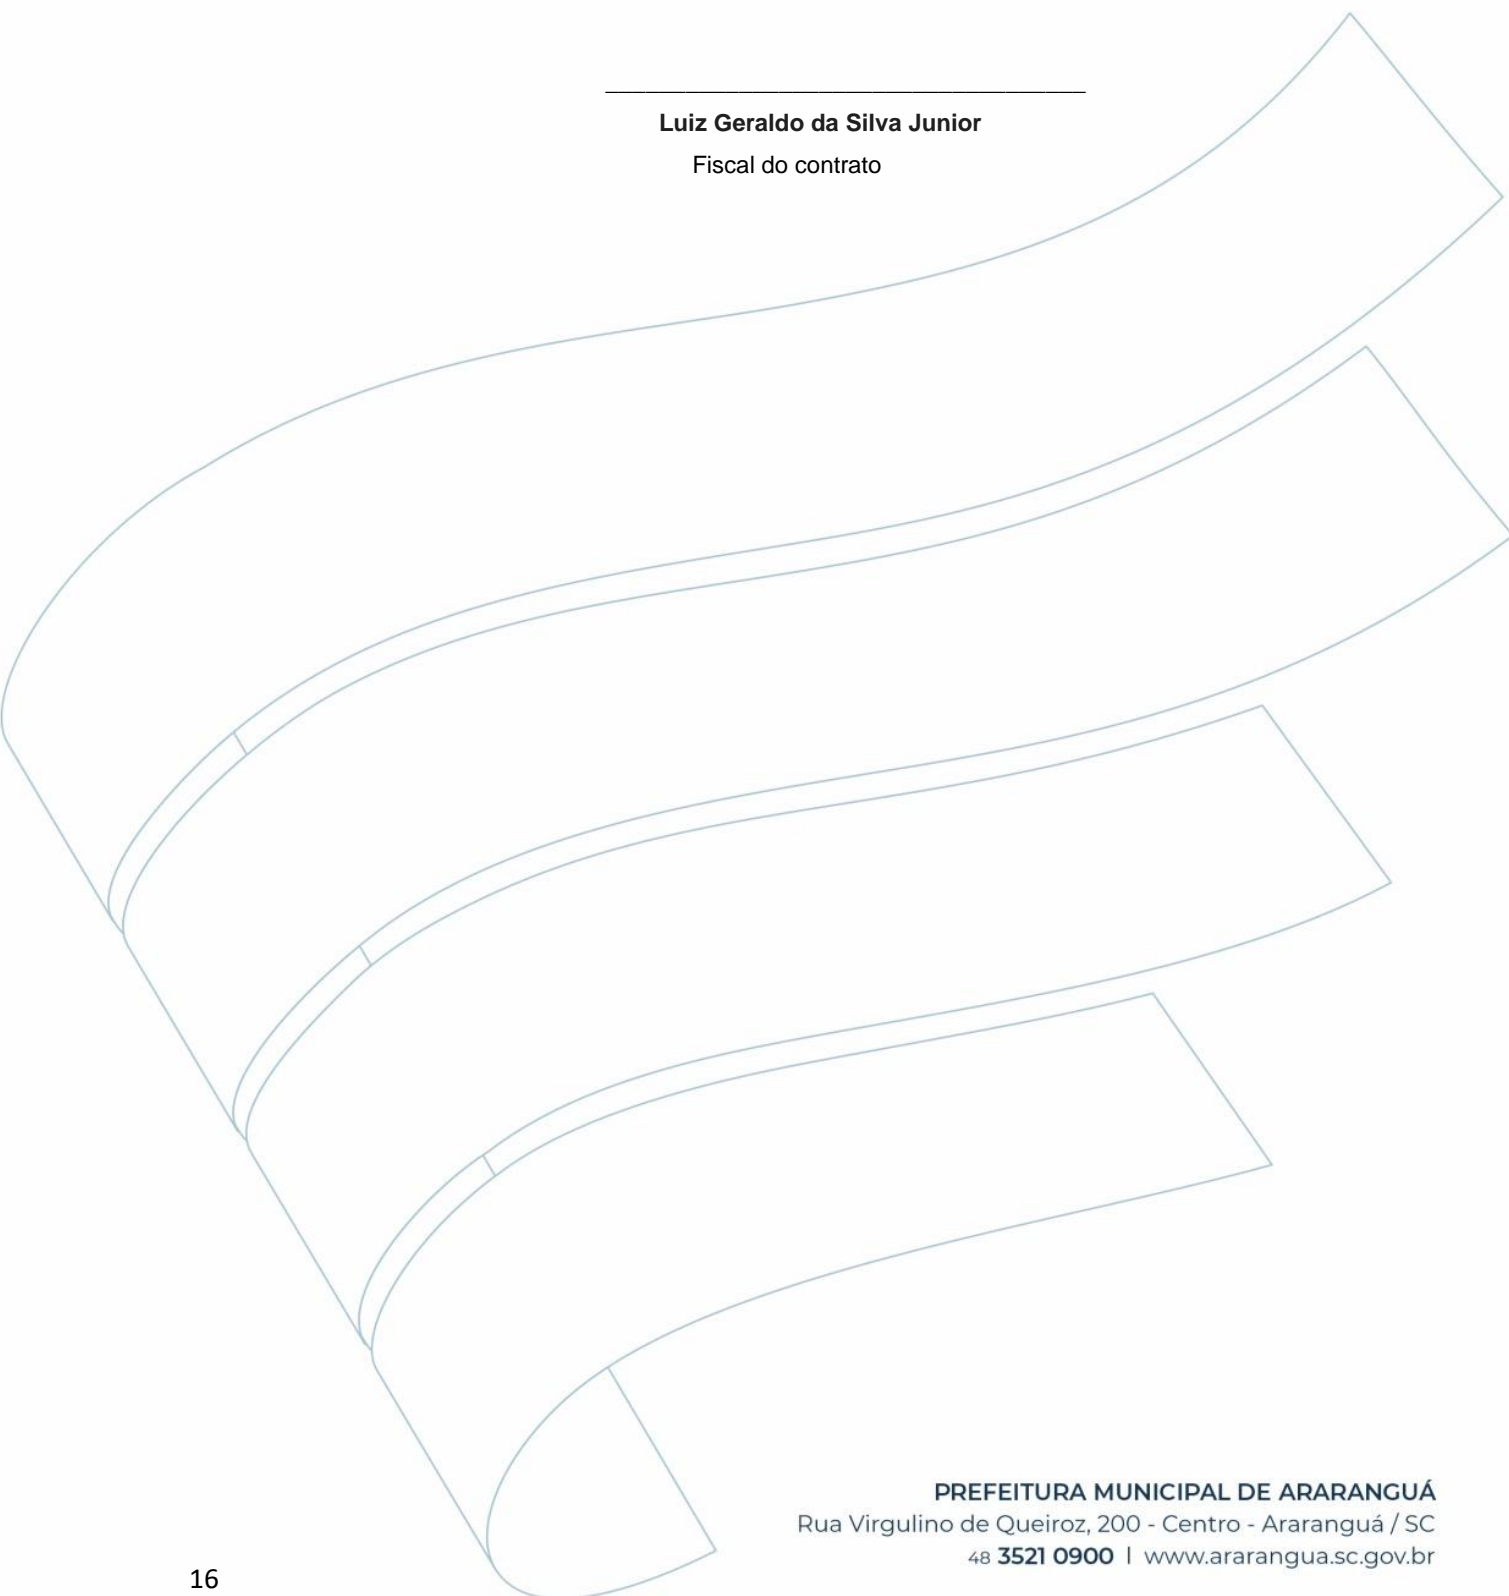 ____________________________________
Luiz Geraldo da Silva Junior
Fiscal do contrato
PREFEITURA MUNICIPAL DE ARARANGUÁ
Rua Virgulino de Queiroz, 200 - Centro - Araranguá / SC
48 3521 0900 | www.ararangua.sc.gov.br
16